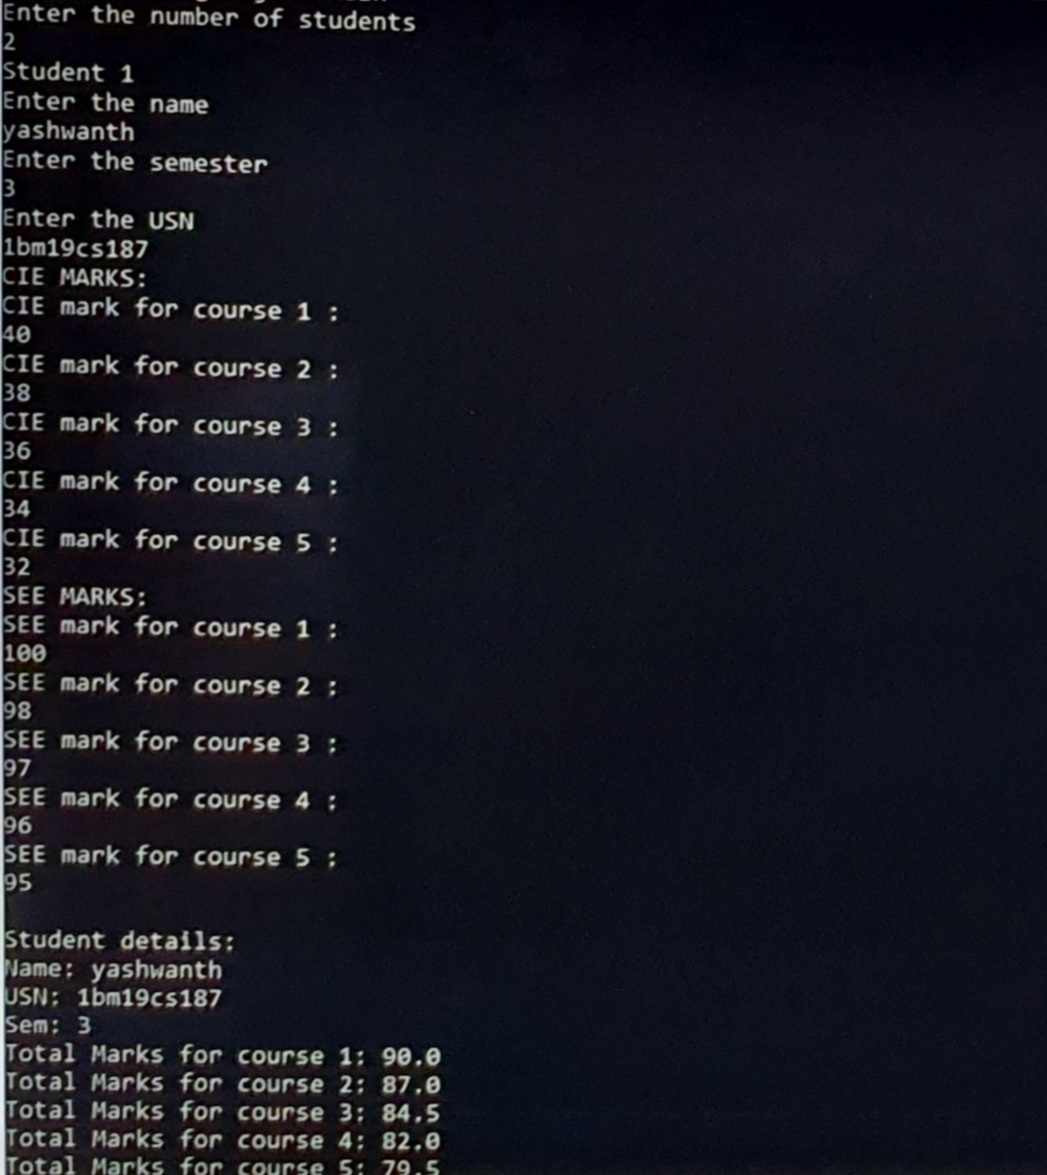 Enter the number of students
2
Student 1
Enter the name
yashwanth
Enter the semester
3
Enter the USN
1bm19cs187
CIE MARKS:
CIE mark for course 1 :
40
CIE mark for course 2 :
38
CIE mark for course 3 :
36
CIE mark for course 4 :
34
CIE mark for course 5 :
32
SEE MARKS:
SEE mark for course 1 :
100
SEE mark for course 2 :
98
SEE mark for course 3 :
97
SEE mark for course 4 :
96
SEE mark for course 5 :
95
Student details:
Name: yashwanth
USN: 1bm19cs187
Sem: 3
Total Marks for course 1: 90.0
Total Marks for course 2: 87.0
Total Marks for course 3: 84.5
Total Marks for course 4: 82.0
Total Marks for course 5: 79.5